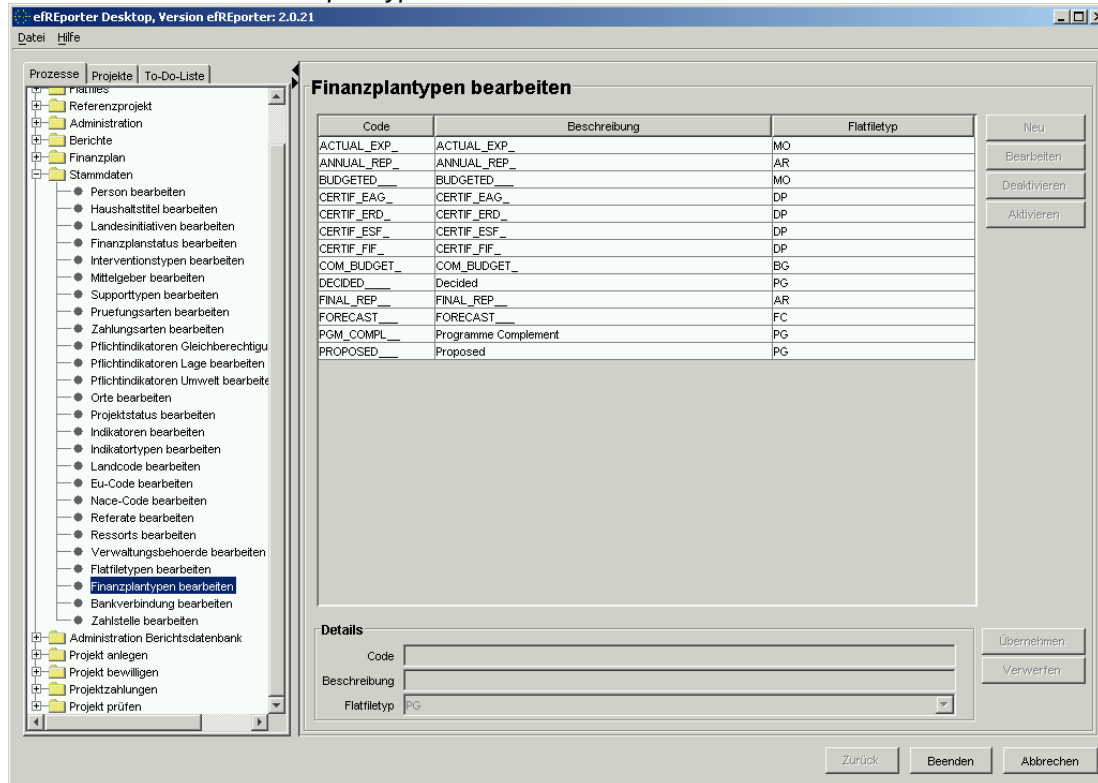 efREporter Desktop, Version efREporter: 2.0.21
Datei Hilfe
Prozesse Projekte To-Do-Liste
Flatfiles
Referenzprojekt
Administration
Berichte
Finanzplan
Stammdaten
Person bearbeiten
Haushaltstitel bearbeiten
Landesinitiativen bearbeiten
Finanzplanstatus bearbeiten
Interventionstypen bearbeiten
Mittelgeber bearbeiten
Supporttypen bearbeiten
Pruefungsarten bearbeiten
Zahlungsarten bearbeiten
Pflichtindikatoren Gleichberechtigu
Pflichtindikatoren Lage bearbeiten
Pflichtindikatoren Umwelt bearbeite
Orte bearbeiten
Projektstatus bearbeiten
Indikatoren bearbeiten
Indikatortypen bearbeiten
Landcode bearbeiten
Eu-Code bearbeiten
Nace-Code bearbeiten
Referate bearbeiten
Ressorts bearbeiten
Verwaltungsbehoerde bearbeiten
Flatfiletypen bearbeiten
Finanzplantypen bearbeiten
Bankverbindung bearbeiten
Zahlstelle bearbeiten
Administration Berichtsdatenbank
Projekt anlegen
Projekt bewilligen
Projektzahlungen
Projekt prüfen
Finanzplantypen bearbeiten
Code Beschreibung Flatfiletyp
ACTUAL_EXP_ ACTUAL_EXP_ MO
ANNUAL_REP_ ANNUAL_REP_ AR
BUDGETED___ BUDGETED___ MO
CERTIF_EAG_ CERTIF_EAG_ DP
CERTIF_ERD_ CERTIF_ERD_ DP
CERTIF_ESF_ CERTIF_ESF_ DP
CERTIF_FIF_ CERTIF_FIF_ DP
COM_BUDGET_ COM_BUDGET_ BG
DECIDED____ Decided PG
FINAL_REP__ FINAL_REP__ AR
FORECAST___ FORECAST___ FC
PGM_COMPL__ Programme Complement PG
PROPOSED___ Proposed PG
Neu
Bearbeiten
Deaktivieren
Aktivieren
Details
Code
Beschreibung
Flatfiletyp PG
Übernehmen
Verwerfen
Zurück Beenden Abbrechen